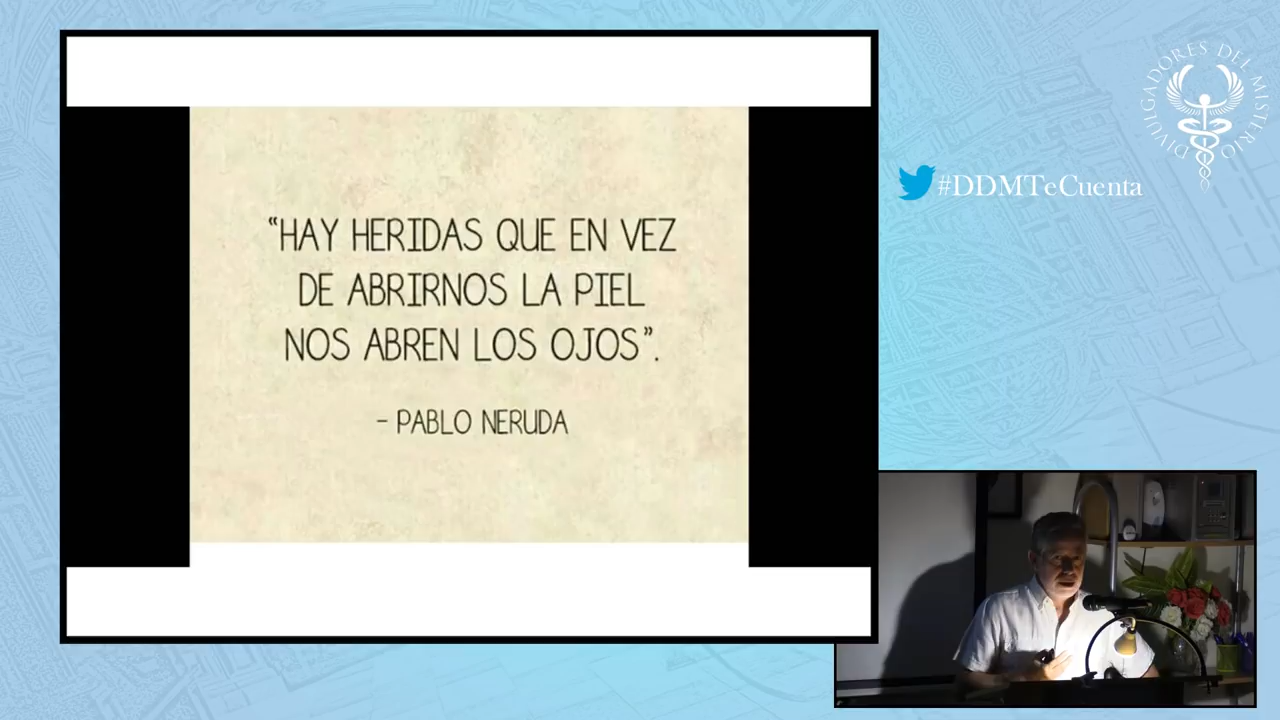 “HAY HERIDAS QUE EN VEZ
DE ABRIRNOS LA PIEL
NOS ABREN LOS OJOS”.
– PABLO NERUDA
#DDMTeCuenta
DIVULGADORES DEL MISTERIO